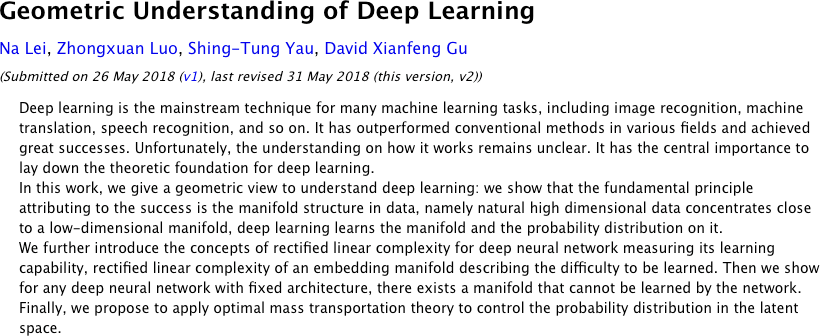 Geometric Understanding of Deep Learning
Na Lei, Zhongxuan Luo, Shing-Tung Yau, David Xianfeng Gu
(Submitted on 26 May 2018 (v1), last revised 31 May 2018 (this version, v2))
Deep learning is the mainstream technique for many machine learning tasks, including image recognition, machine
translation, speech recognition, and so on. It has outperformed conventional methods in various fields and achieved
great successes. Unfortunately, the understanding on how it works remains unclear. It has the central importance to
lay down the theoretic foundation for deep learning.
In this work, we give a geometric view to understand deep learning: we show that the fundamental principle
attributing to the success is the manifold structure in data, namely natural high dimensional data concentrates close
to a low-dimensional manifold, deep learning learns the manifold and the probability distribution on it.
We further introduce the concepts of rectified linear complexity for deep neural network measuring its learning
capability, rectified linear complexity of an embedding manifold describing the difficulty to be learned. Then we show
for any deep neural network with fixed architecture, there exists a manifold that cannot be learned by the network.
Finally, we propose to apply optimal mass transportation theory to control the probability distribution in the latent
space.